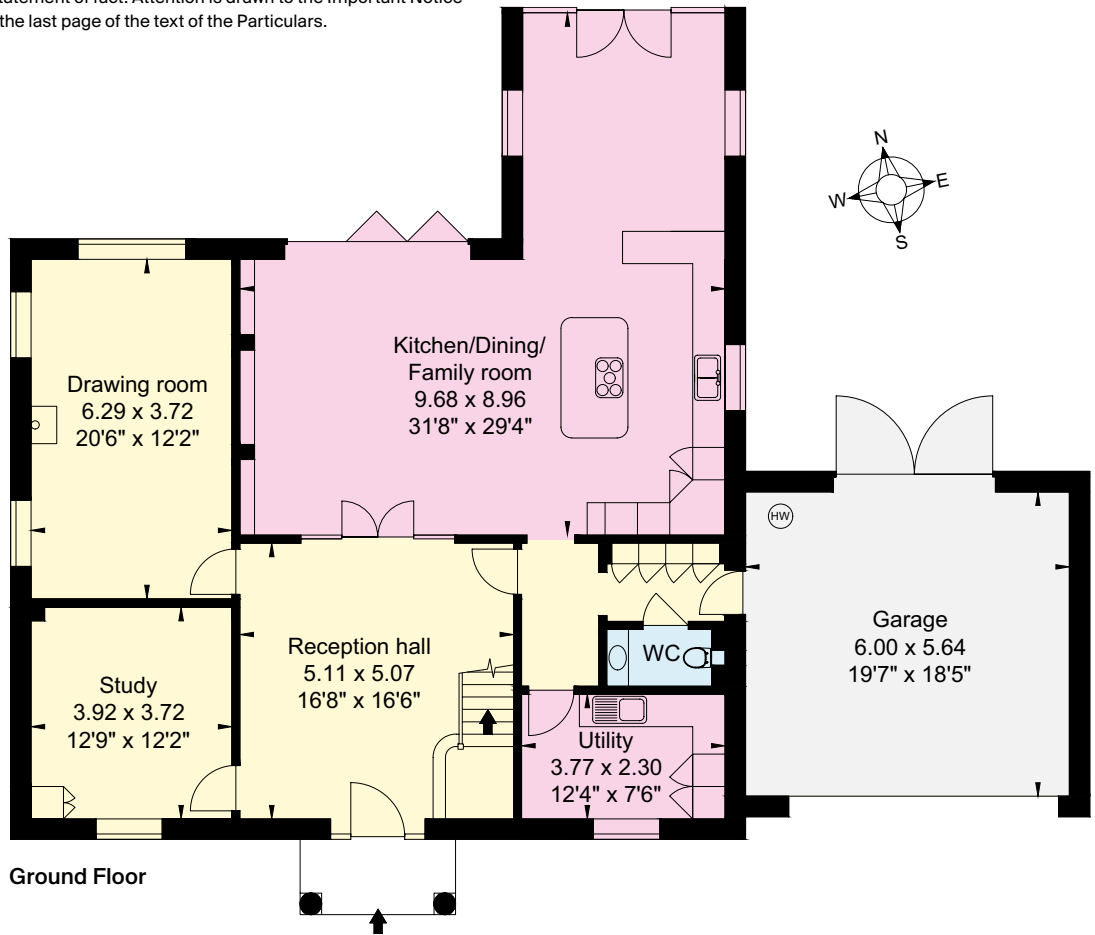 statement of fact. Attention is drawn to the Important Notice
the last page of the text of the Particulars.
N
E
W
S
Kitchen/Dining/
Family room
9.68 x 8.96
31'8" x 29'4"
Drawing room
6.29 x 3.72
20'6" x 12'2"
HW
Garage
6.00 x 5.64
19'7" x 18'5"
Reception hall
5.11 x 5.07
16'8" x 16'6"
WC
Study
3.92 x 3.72
12'9" x 12'2"
Utility
3.77 x 2.30
12'4" x 7'6"
Ground Floor